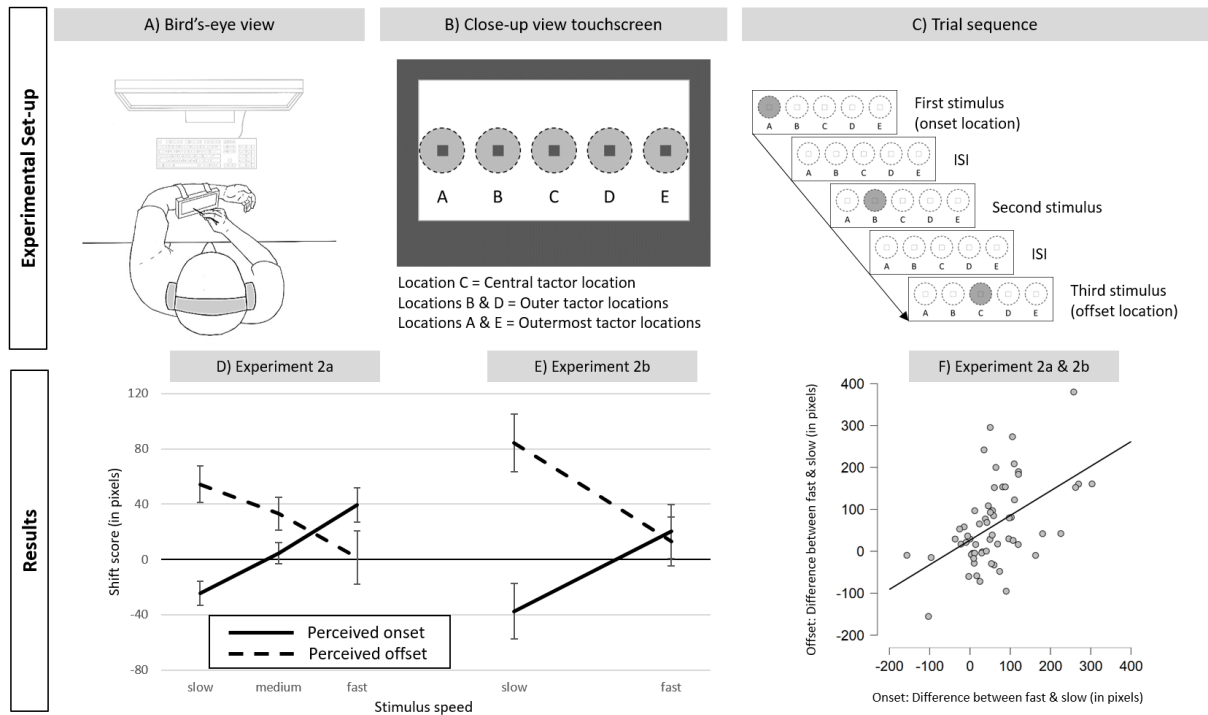 Experimental Set-up
A) Bird's-eye view
B) Close-up view touchscreen
A B C D E
Location C = Central tactor location
Locations B & D = Outer tactor locations
Locations A & E = Outermost tactor locations
C) Trial sequence
A B C D E
First stimulus
(onset location)
A B C D E
ISI
A B C D E
Second stimulus
A B C D E
ISI
A B C D E
Third stimulus
(offset location)
Results
D) Experiment 2a
E) Experiment 2b
Shift score (in pixels)
120
80
40
0
-40
-80
Perceived onset
Perceived offset
slow medium fast
slow fast
Stimulus speed
F) Experiment 2a & 2b
Offset: Difference between fast & slow (in pixels)
400
300
200
100
0
-100
-200
-200 -100 0 100 200 300 400
Onset: Difference between fast & slow (in pixels)